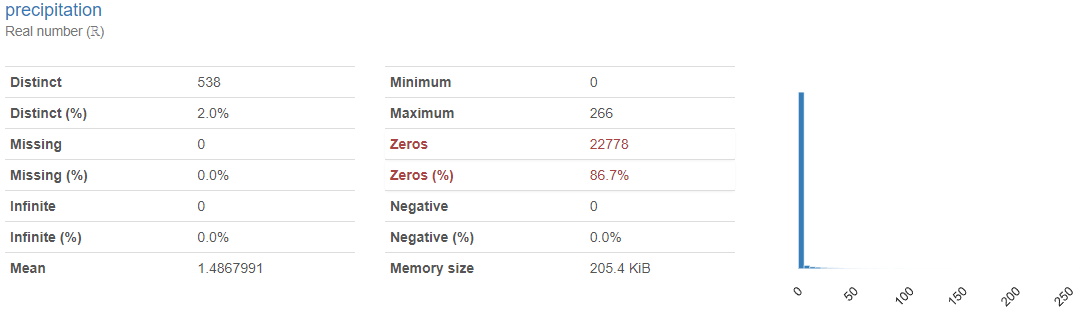 precipitation
Real number (ℝ)
Distinct 538
Distinct (%) 2.0%
Missing 0
Missing (%) 0.0%
Infinite 0
Infinite (%) 0.0%
Mean 1.4867991
Minimum 0
Maximum 266
Zeros 22778
Zeros (%) 86.7%
Negative 0
Negative (%) 0.0%
Memory size 205.4 KiB
0 50 100 150 200 250